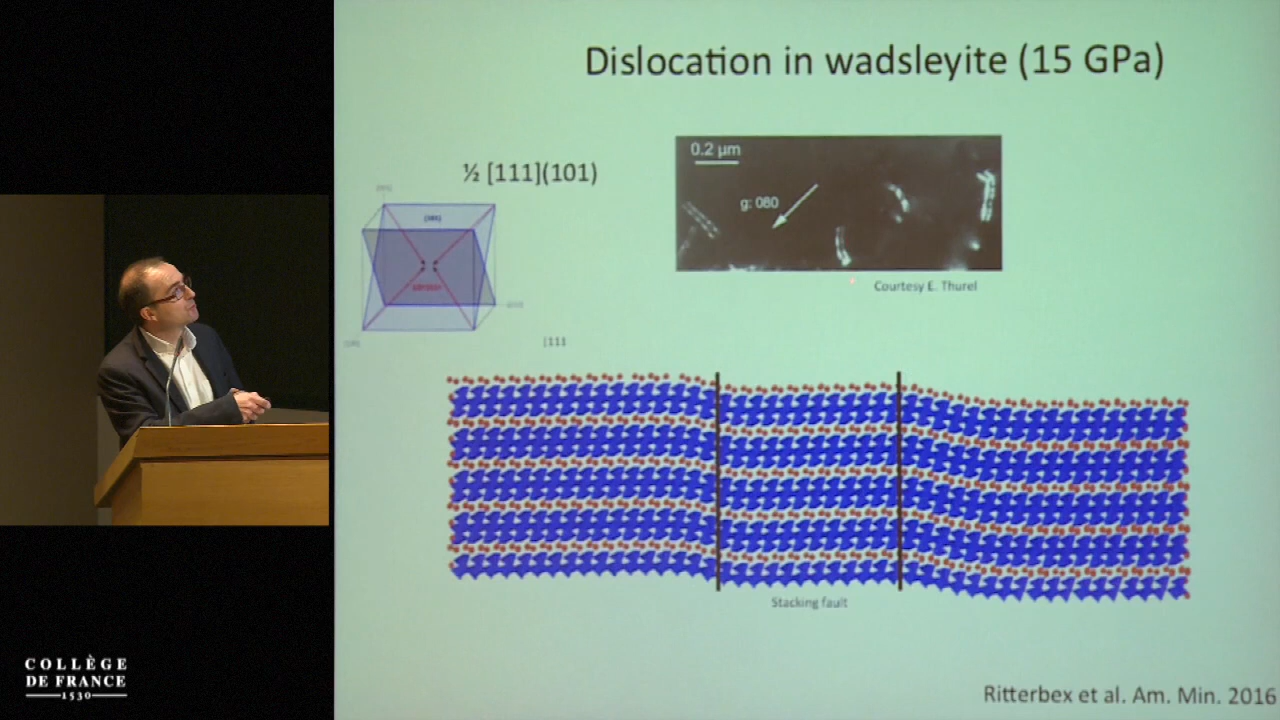 Dislocation in wadsleyite (15 GPa)
½ [111](101)
0.2 µm
g: 080
Courtesy E. Thurel
[111
Stacking fault
Ritterbex et al. Am. Min. 2016
COLLÈGE
DE FRANCE
1530